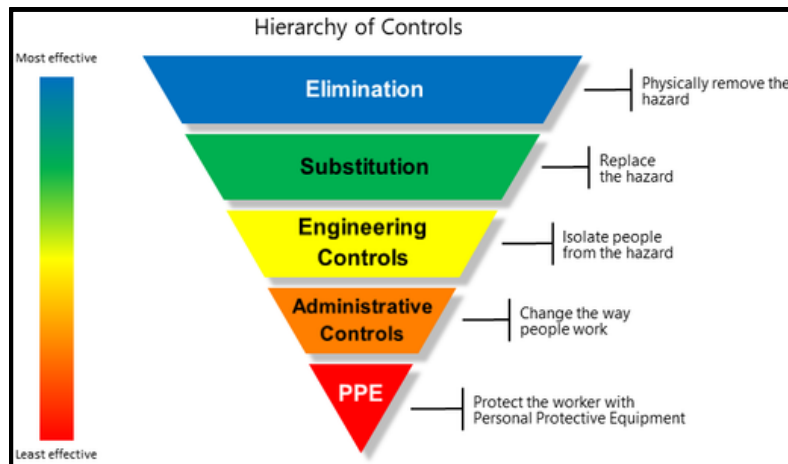 Hierarchy of Controls
Most effective
Elimination
Physically remove the
hazard
Substitution
Replace
the hazard
Engineering
Controls
Isolate people
from the hazard
Administrative
Controls
Change the way
people work
PPE
Protect the worker with
Personal Protective Equipment
Least effective